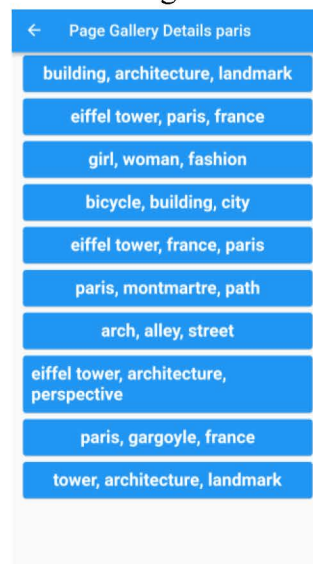 Page Gallery Details paris
building, architecture, landmark
eiffel tower, paris, france
girl, woman, fashion
bicycle, building, city
eiffel tower, france, paris
paris, montmartre, path
arch, alley, street
eiffel tower, architecture,
perspective
paris, gargoyle, france
tower, architecture, landmark